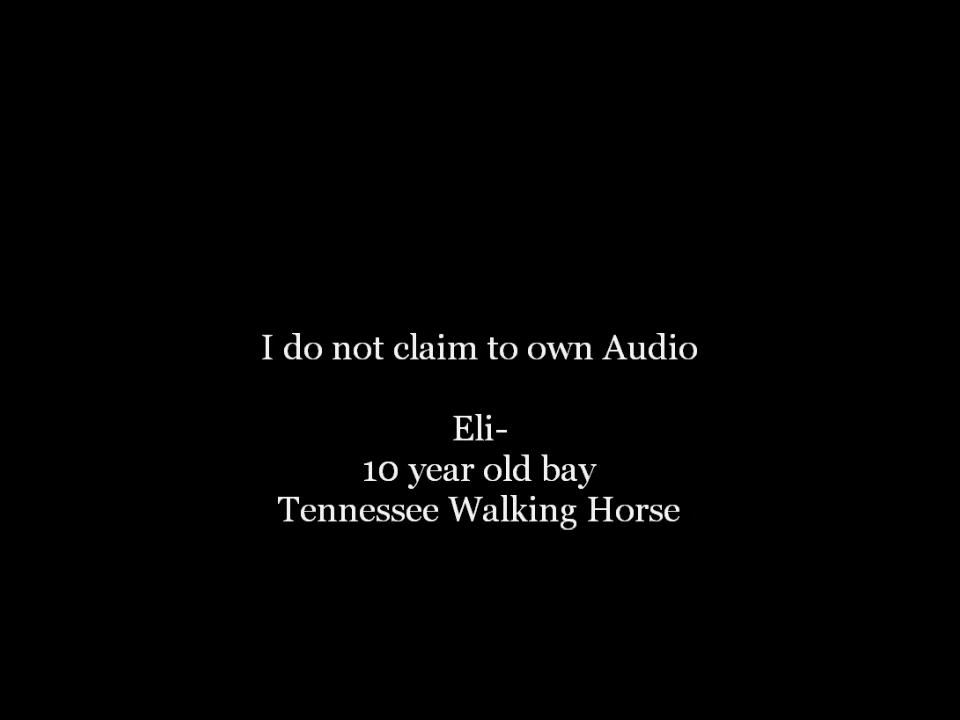 I do not claim to own Audio
Eli-
10 year old bay
Tennessee Walking Horse